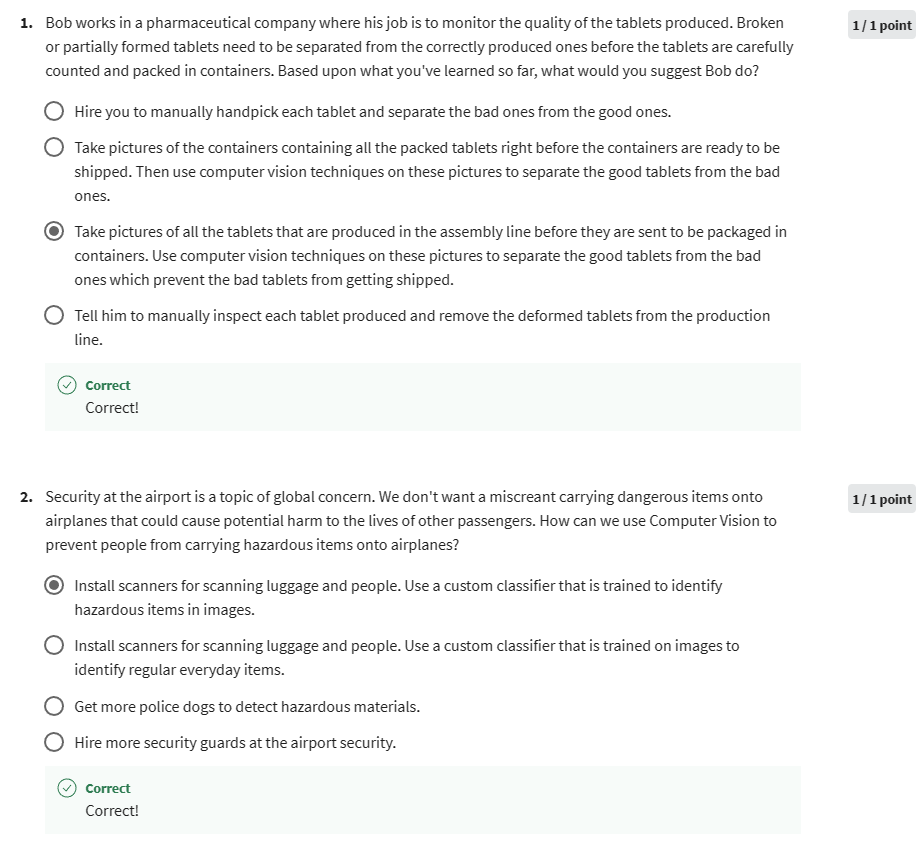 1. Bob works in a pharmaceutical company where his job is to monitor the quality of the tablets produced. Broken
1 / 1 point
or partially formed tablets need to be separated from the correctly produced ones before the tablets are carefully
counted and packed in containers. Based upon what you've learned so far, what would you suggest Bob do?
Hire you to manually handpick each tablet and separate the bad ones from the good ones.
Take pictures of the containers containing all the packed tablets right before the containers are ready to be
shipped. Then use computer vision techniques on these pictures to separate the good tablets from the bad
ones.
Take pictures of all the tablets that are produced in the assembly line before they are sent to be packaged in
containers. Use computer vision techniques on these pictures to separate the good tablets from the bad
ones which prevent the bad tablets from getting shipped.
Tell him to manually inspect each tablet produced and remove the deformed tablets from the production
line.
Correct
Correct!
2. Security at the airport is a topic of global concern. We don't want a miscreant carrying dangerous items onto
1 / 1 point
airplanes that could cause potential harm to the lives of other passengers. How can we use Computer Vision to
prevent people from carrying hazardous items onto airplanes?
Install scanners for scanning luggage and people. Use a custom classifier that is trained to identify
hazardous items in images.
Install scanners for scanning luggage and people. Use a custom classifier that is trained on images to
identify regular everyday items.
Get more police dogs to detect hazardous materials.
Hire more security guards at the airport security.
Correct
Correct!